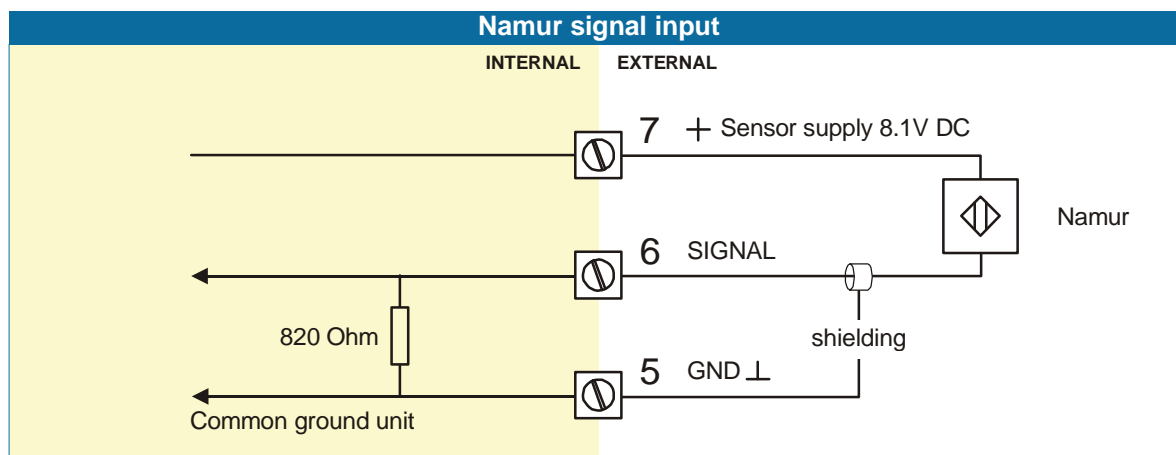 Namur signal input
INTERNAL EXTERNAL
7 + Sensor supply 8.1V DC
Namur
6 SIGNAL
820 Ohm
shielding
5 GND ⊥
Common ground unit